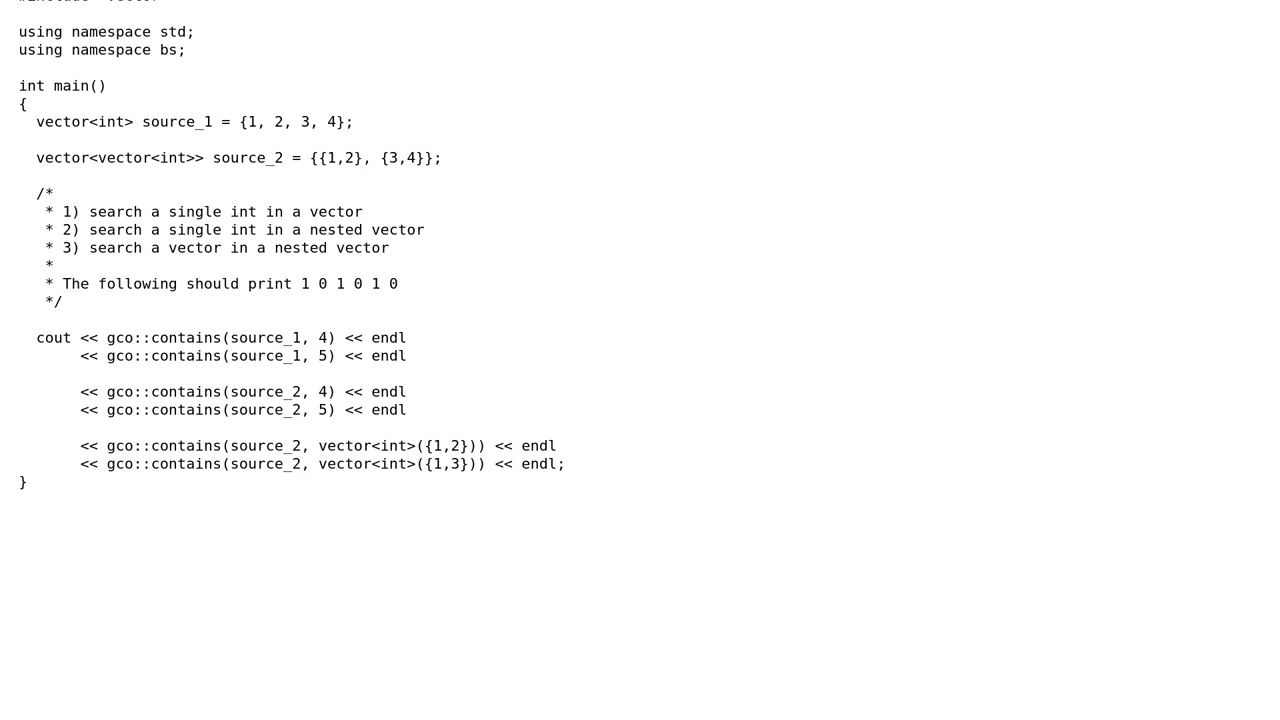 using namespace std;
using namespace bs;
int main()
{
vector<int> source_1 = {1, 2, 3, 4};
vector<vector<int>> source_2 = {{1,2}, {3,4}};
/*
* 1) search a single int in a vector
* 2) search a single int in a nested vector
* 3) search a vector in a nested vector
*
* The following should print 1 0 1 0 1 0
*/
cout << gco::contains(source_1, 4) << endl
<< gco::contains(source_1, 5) << endl
<< gco::contains(source_2, 4) << endl
<< gco::contains(source_2, 5) << endl
<< gco::contains(source_2, vector<int>({1,2})) << endl
<< gco::contains(source_2, vector<int>({1,3})) << endl;
}